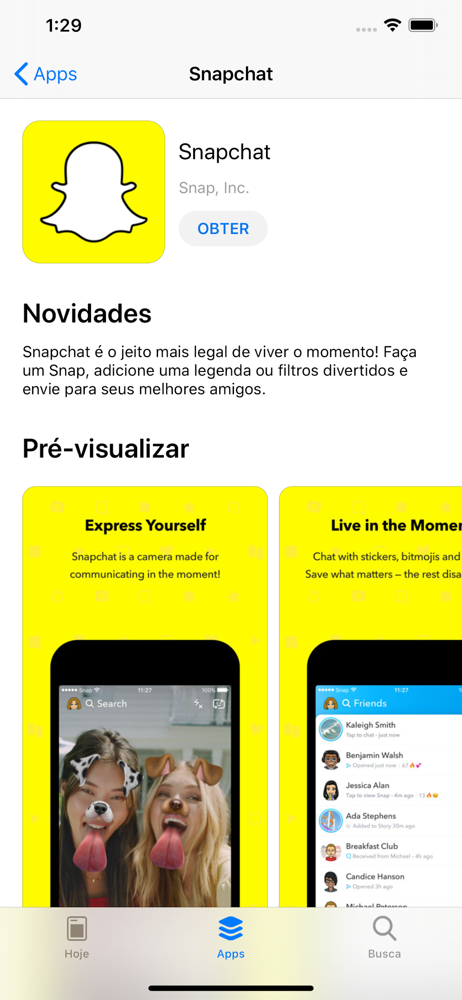 1:29
Apps
Snapchat
Snapchat
Snap, Inc.
OBTER
Novidades
Snapchat é o jeito mais legal de viver o momento! Faça
um Snap, adicione uma legenda ou filtros divertidos e
envie para seus melhores amigos.
Pré-visualizar
Express Yourself
Snapchat is a camera made for
communicating in the moment!
Snap 11:27 100%
Search
Live in the Momen
Chat with stickers, bitmojis and
Save what matters – the rest disa
Snap 11:27 10
Friends
Kaleigh Smith
Tap to chat - just now
Benjamin Walsh
Opened just now | 67🔥💕
Jessica Alan
Tap to view Snap - 4m ago | 13🔥😊
Ada Stephens
Added to Story 30m ago
Breakfast Club
Received from Michael - 4h ago
Candice Hanson
Opened 3h ago
Michael Peterson
Hoje
Apps
Busca